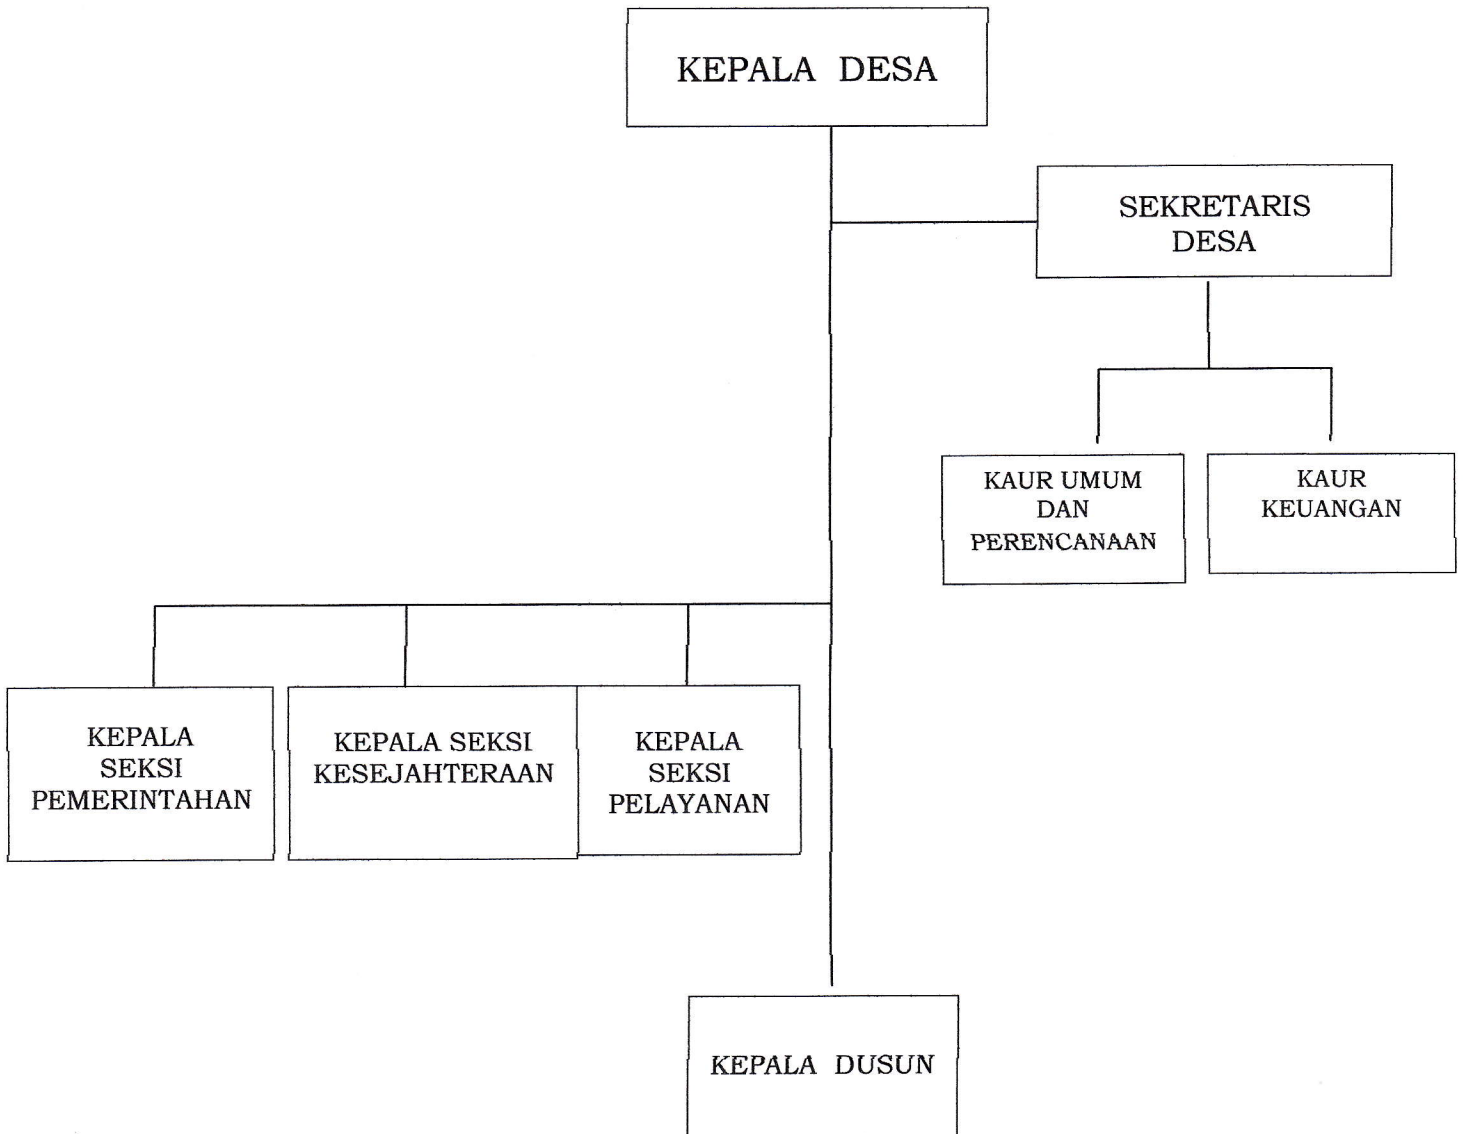 KEPALA DESA
SEKRETARIS
DESA
KAUR UMUM
DAN
PERENCANAAN
KAUR
KEUANGAN
KEPALA
SEKSI
PEMERINTAHAN
KEPALA SEKSI
KESEJAHTERAAN
KEPALA
SEKSI
PELAYANAN
KEPALA DUSUN